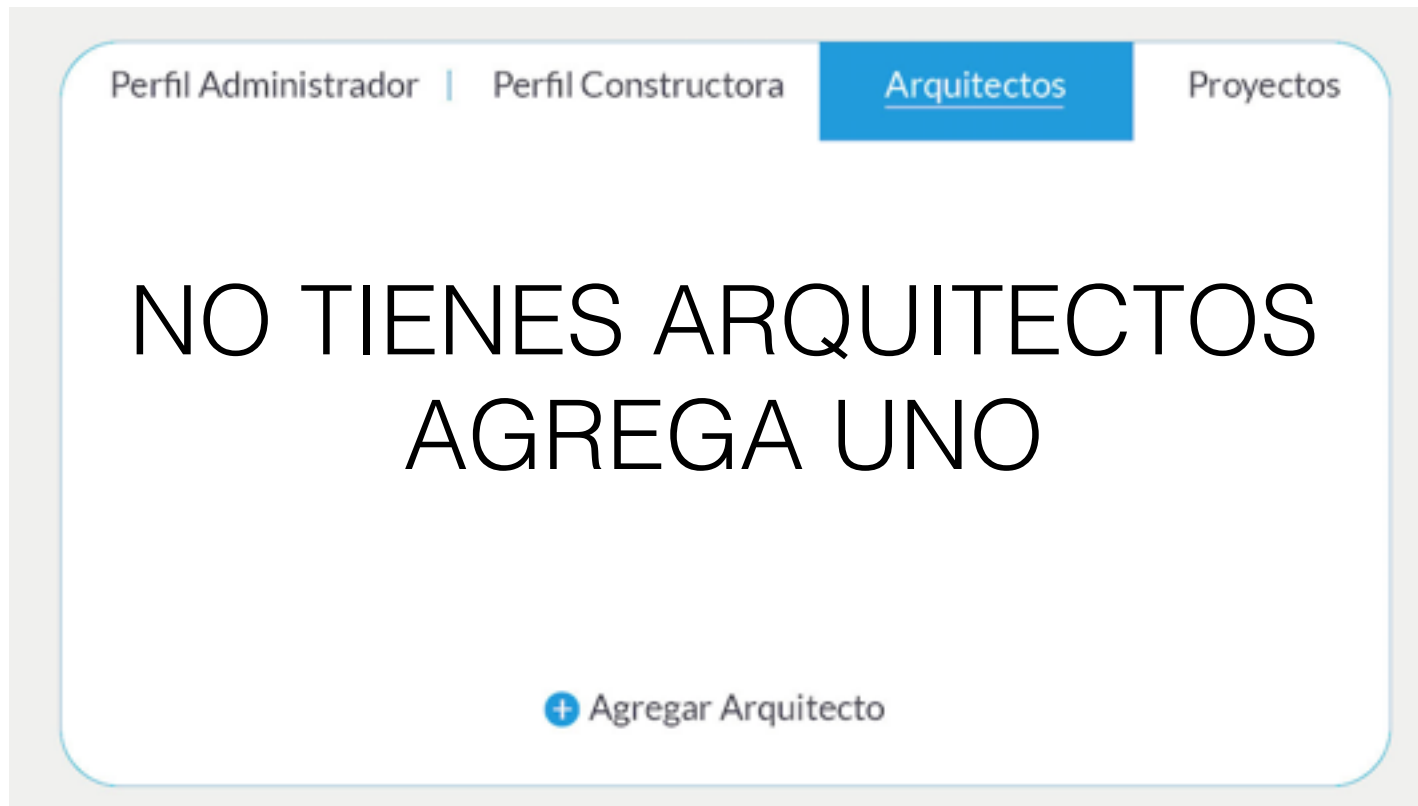 Perfil Administrador | Perfil Constructora Arquitectos Proyectos
NO TIENES ARQUITECTOS
AGREGA UNO
+ Agregar Arquitecto